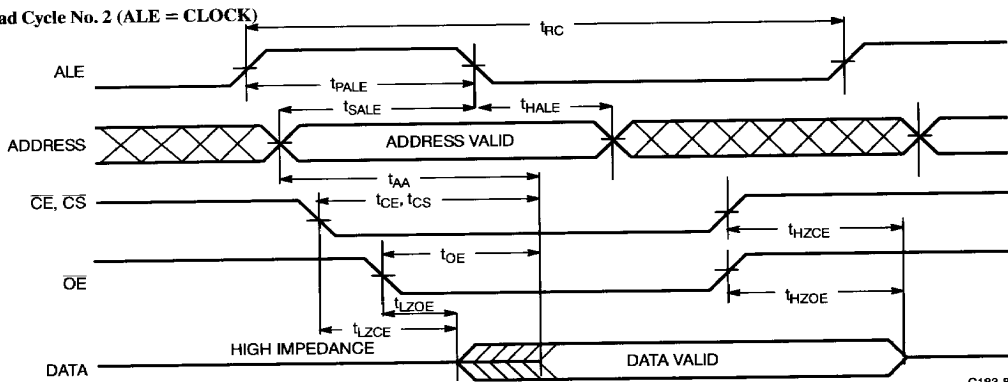 ad Cycle No. 2 (ALE = CLOCK)
tRC
ALE
tPALE
tSALE
tHALE
ADDRESS
ADDRESS VALID
tAA
CE, CS
tCE, tCS
tHZCE
tOE
OE
tLZOE
tHZOE
tLZCE
HIGH IMPEDANCE
DATA VALID
DATA